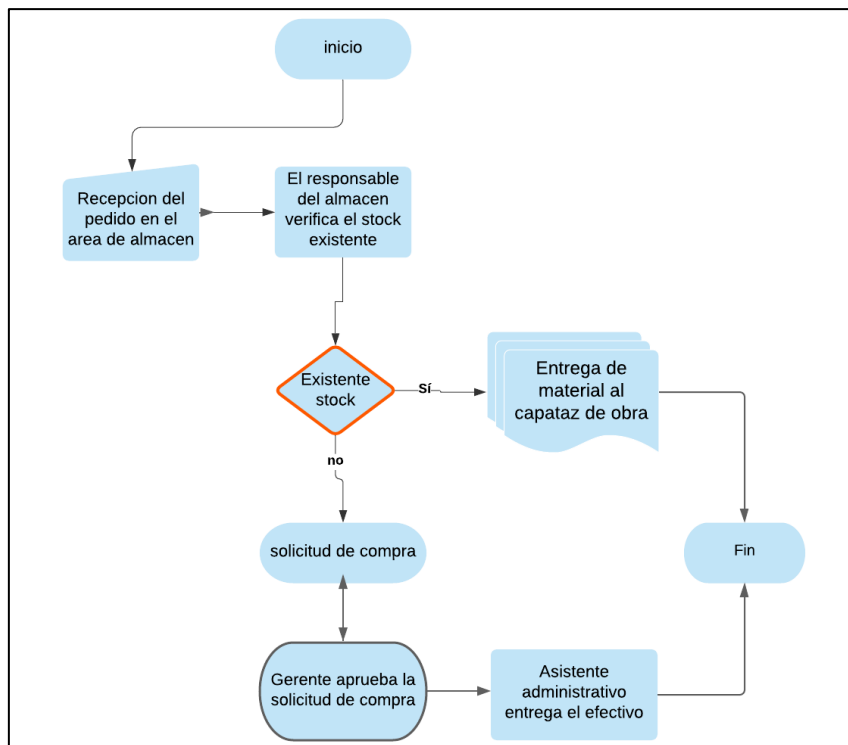 inicio
Recepcion del
pedido en el
area de almacen
El responsable
del almacen
verifica el stock
existente
Existente
stock
Sí
Entrega de
material al
capataz de obra
no
solicitud de compra
Fin
Gerente aprueba la
solicitud de compra
Asistente
administrativo
entrega el efectivo